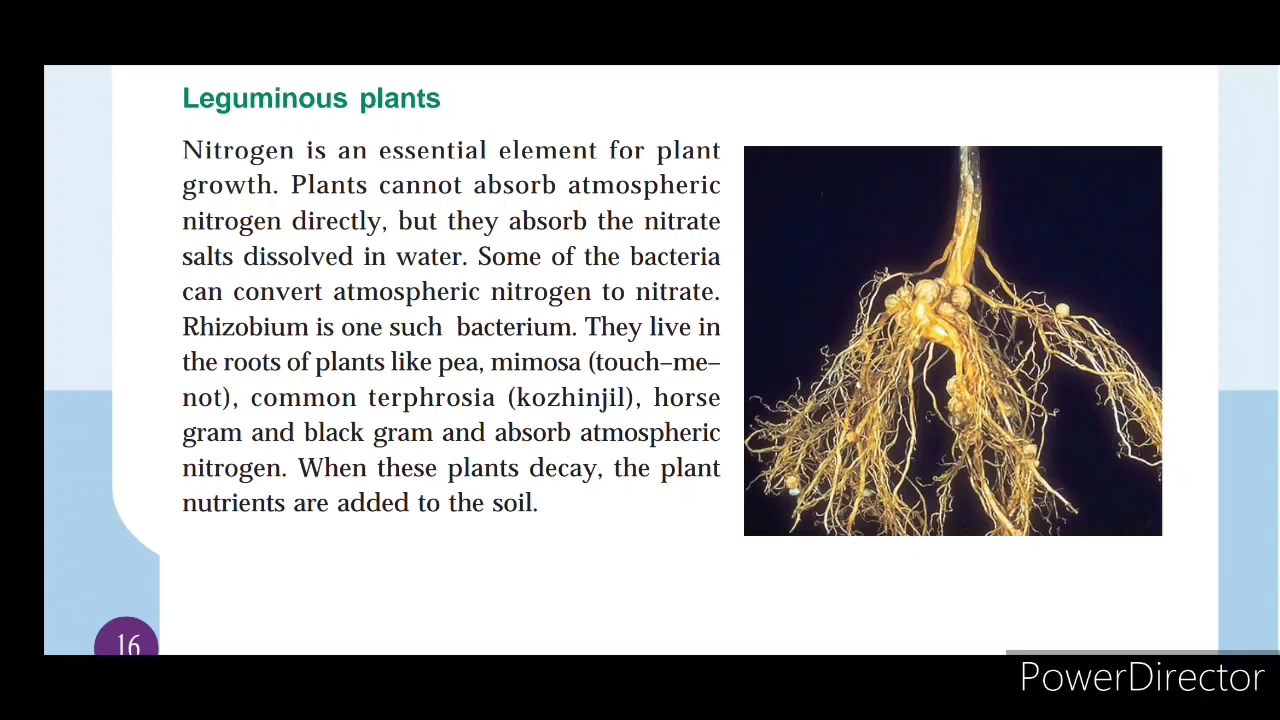 Leguminous plants
Nitrogen is an essential element for plant
growth. Plants cannot absorb atmospheric
nitrogen directly, but they absorb the nitrate
salts dissolved in water. Some of the bacteria
can convert atmospheric nitrogen to nitrate.
Rhizobium is one such bacterium. They live in
the roots of plants like pea, mimosa (touch–me–
not), common terphrosia (kozhinjil), horse
gram and black gram and absorb atmospheric
nitrogen. When these plants decay, the plant
nutrients are added to the soil.
16
PowerDirector